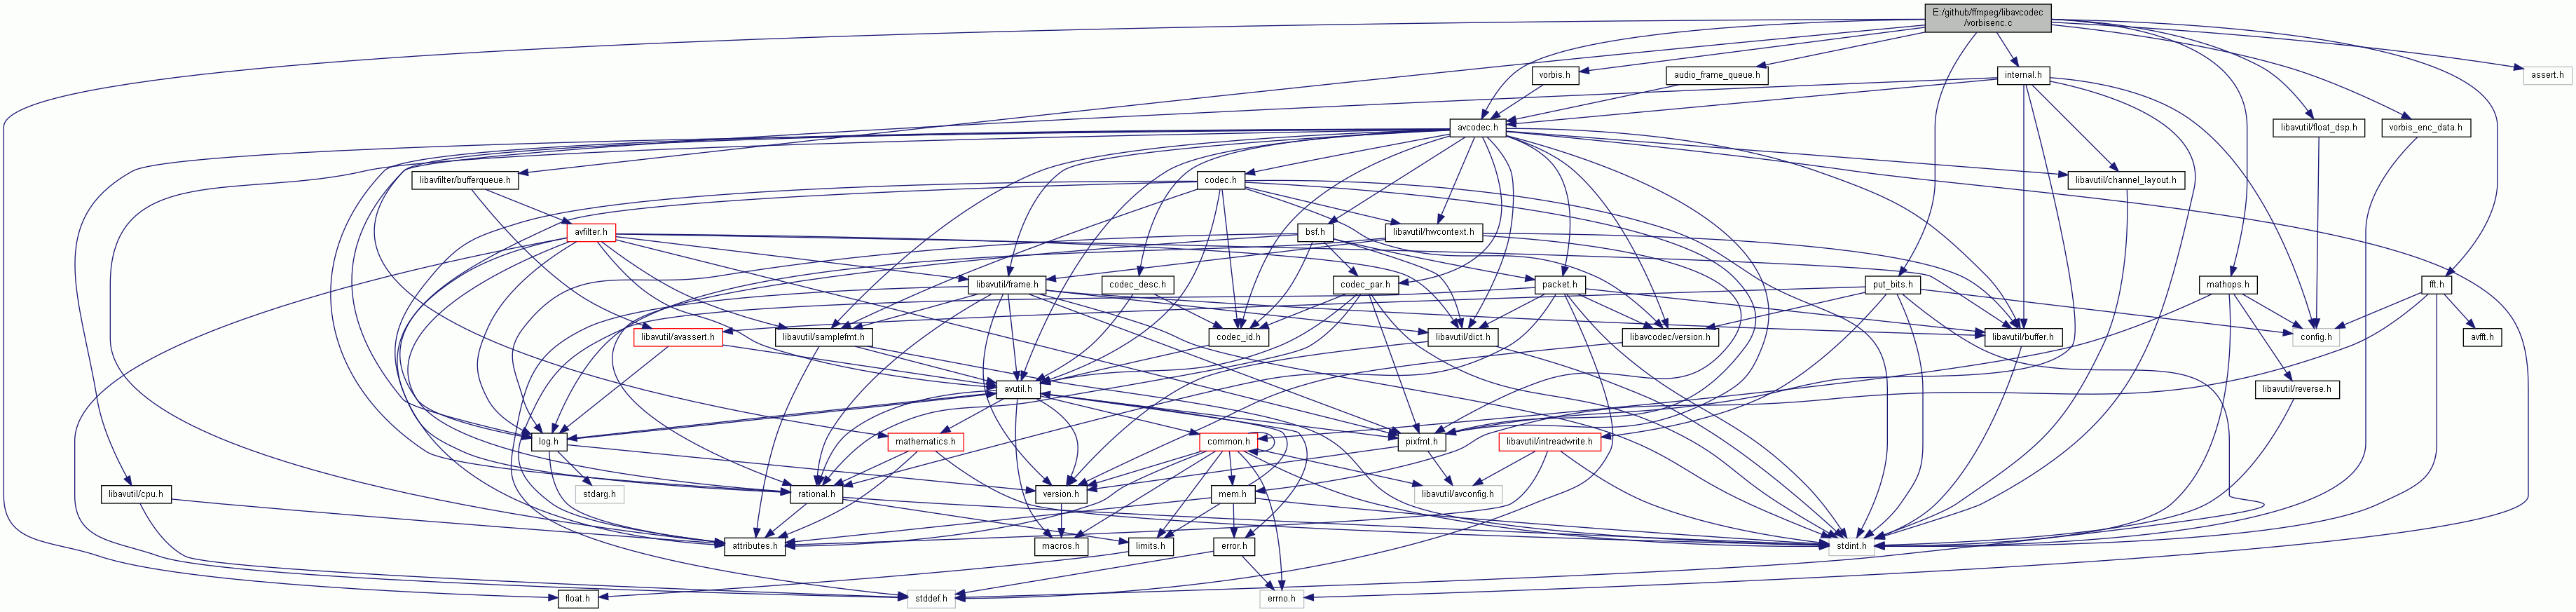 E:/github/ffmpeg/libavcodec
/vorbisenc.c
vorbis.h
audio_frame_queue.h
internal.h
assert.h
avcodec.h
libavutil/float_dsp.h
vorbis_enc_data.h
libavfilter/bufferqueue.h
codec.h
libavutil/channel_layout.h
avfilter.h
bsf.h
libavutil/hwcontext.h
libavutil/frame.h
codec_desc.h
codec_par.h
packet.h
put_bits.h
mathops.h
fft.h
libavutil/avassert.h
libavutil/samplefmt.h
codec_id.h
libavutil/dict.h
libavcodec/version.h
libavutil/buffer.h
config.h
avfft.h
avutil.h
libavutil/reverse.h
log.h
mathematics.h
common.h
pixfmt.h
libavutil/intreadwrite.h
libavutil/cpu.h
stdarg.h
rational.h
version.h
mem.h
libavutil/avconfig.h
attributes.h
macros.h
limits.h
error.h
stdint.h
float.h
stddef.h
errno.h